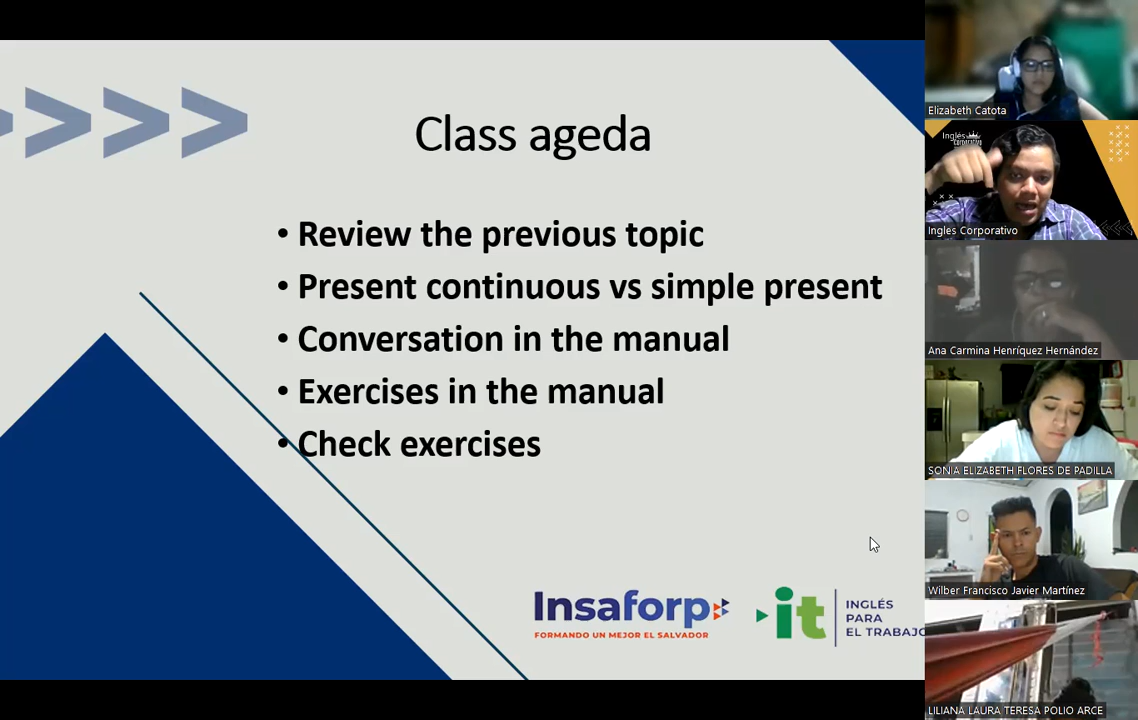 Class ageda
• Review the previous topic
• Present continuous vs simple present
• Conversation in the manual
• Exercises in the manual
• Check exercises
Insaforp
FORMANDO UN MEJOR EL SALVADOR
it
INGLÉS
PARA
EL TRABAJO
Elizabeth Catota
Inglés
CORPORATIVO
Ingles Corporativo
Ana Carmina Henríquez Hernández
SONIA ELIZABETH FLORES DE PADILLA
Wilber Francisco Javier Martínez
LILIANA LAURA TERESA POLIO ARCE